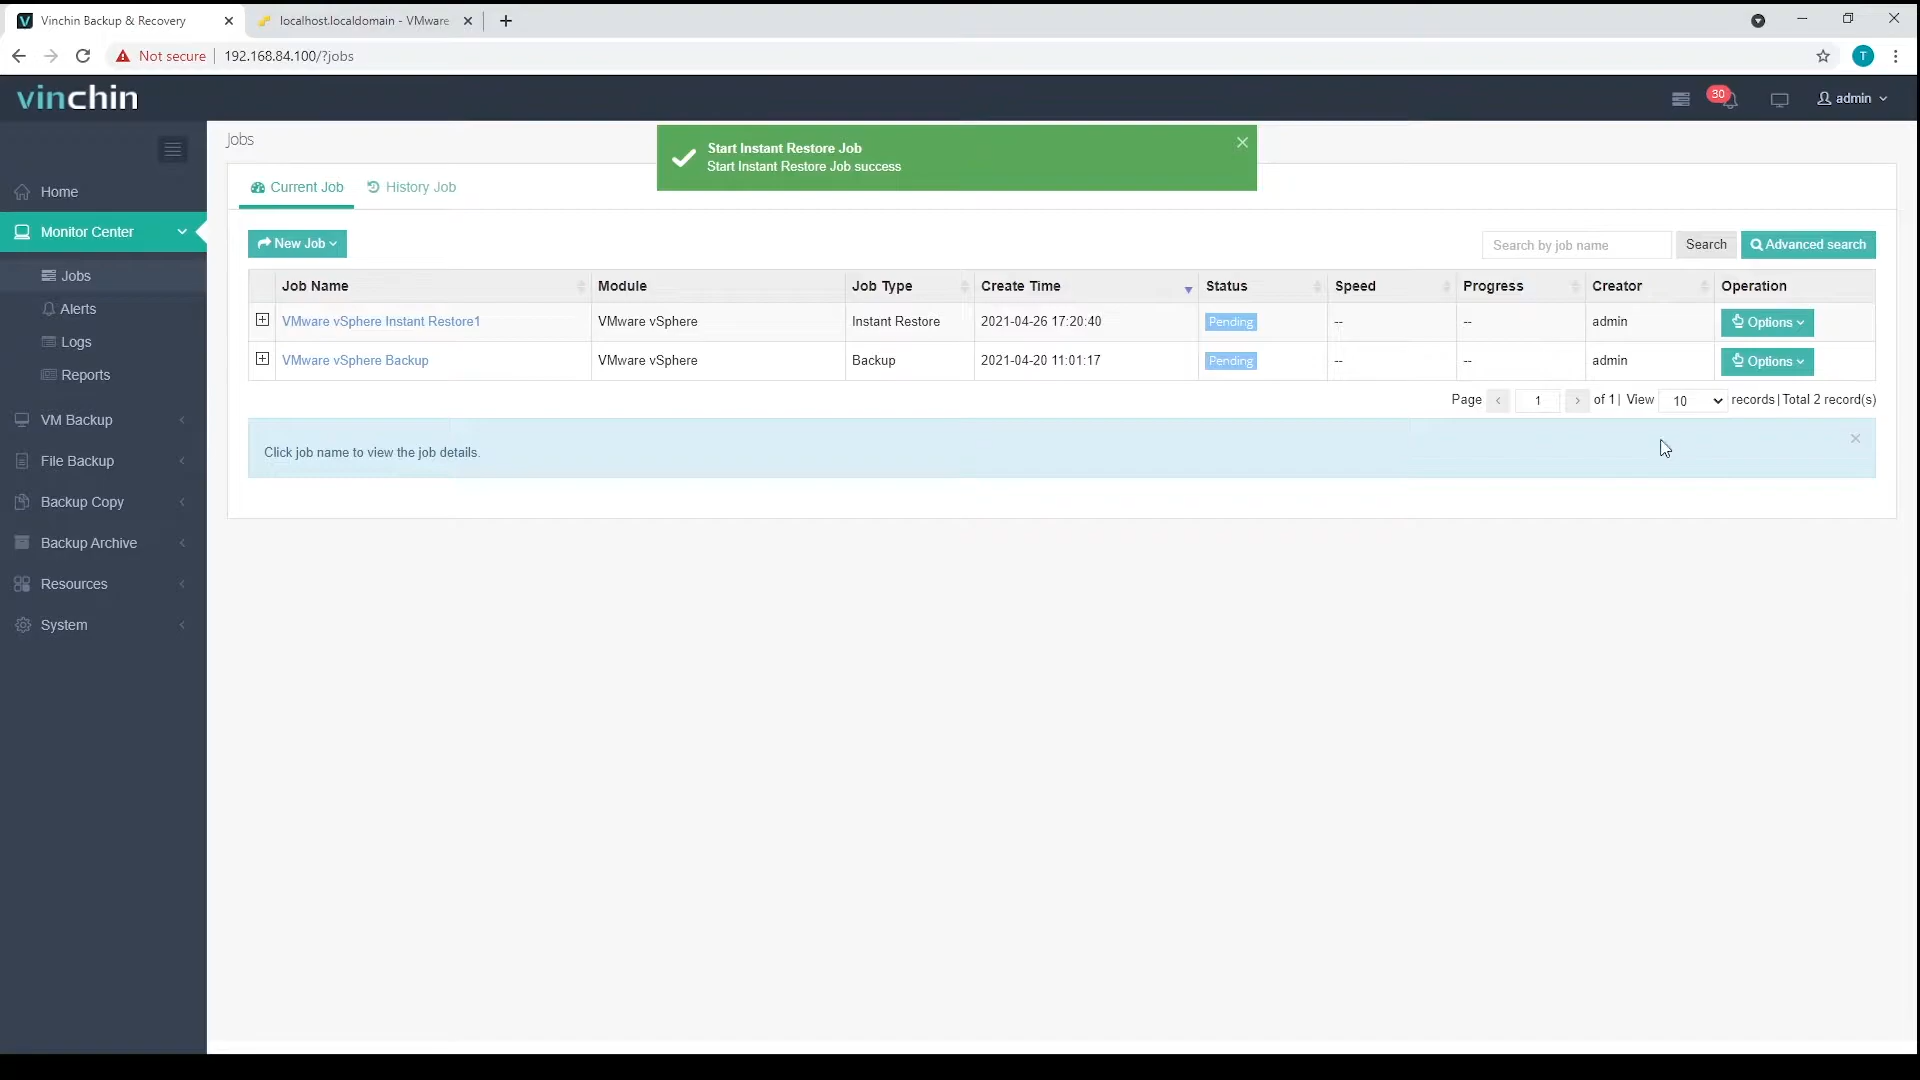 Vinchin Backup & Recovery
localhost.localdomain - VMware
Not secure
192.168.84.100/?jobs
T
vinchin
30
admin
Jobs
Start Instant Restore Job
Start Instant Restore Job success
Current Job
History Job
Home
Monitor Center
Jobs
Alerts
Logs
Reports
VM Backup
File Backup
Backup Copy
Backup Archive
Resources
System
New Job
Search by job name
Search
Advanced search
Job Name Module Job Type Create Time Status Speed Progress Creator Operation
VMware vSphere Instant Restore1 VMware vSphere Instant Restore 2021-04-26 17:20:40 Pending -- -- admin Options
VMware vSphere Backup VMware vSphere Backup 2021-04-20 11:01:17 Pending -- -- admin Options
Page 1 of 1 | View 10 records | Total 2 record(s)
Click job name to view the job details.